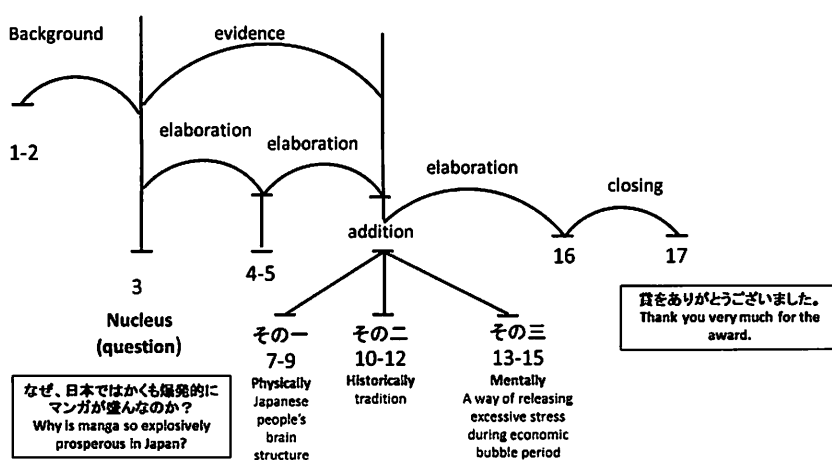 Background
evidence
elaboration
elaboration
elaboration
closing
1-2
addition
3
4-5
16
17
Nucleus
(question)
その一
7-9
Physically
Japanese
people's
brain
structure
その二
10-12
Historically
tradition
その三
13-15
Mentally
A way of releasing
excessive stress
during economic
bubble period
賞をありがとうございました。
Thank you very much for the
award.
なぜ、日本ではかくも爆発的に
マンガが盛んなのか？
Why is manga so explosively
prosperous in Japan?